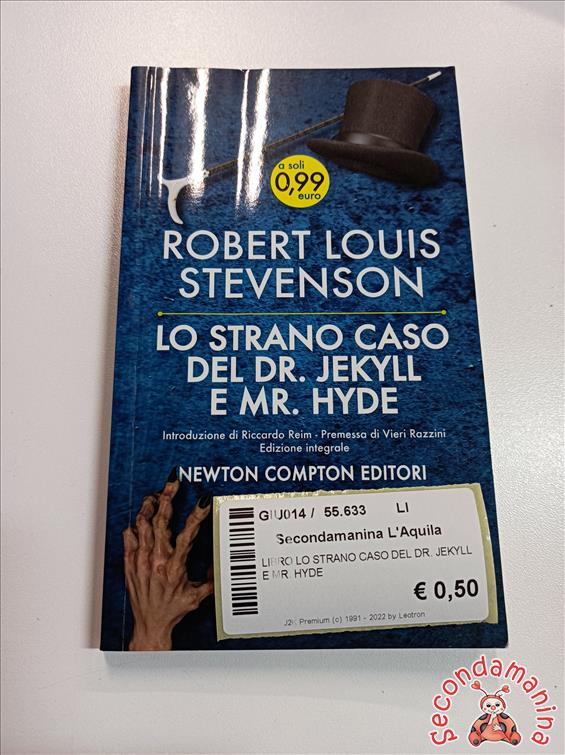 a soli
0,99
euro
ROBERT LOUIS
STEVENSON
LO STRANO CASO
DEL DR. JEKYLL
E MR. HYDE
Introduzione di Riccardo Reim - Premessa di Vieri Razzini
Edizione integrale
NEWTON COMPTON EDITORI
GIU014 / 55.633 LI
Secondamanina L'Aquila
LIBRO LO STRANO CASO DEL DR. JEKYLL
E MR. HYDE
€ 0,50
J2K Premium (c) 1991 - 2022 by Leotron
Secondamanina